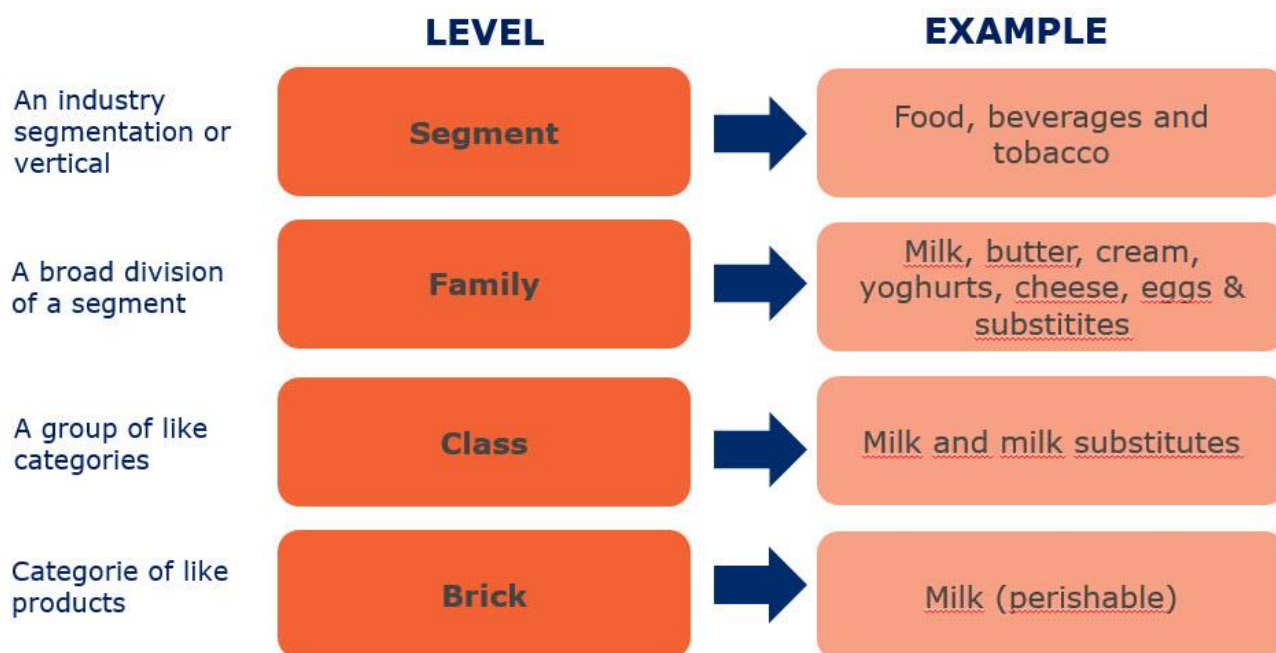 LEVEL
EXAMPLE
An industry
segmentation or
vertical
Segment
Food, beverages and
tobacco
A broad division
of a segment
Family
Milk, butter, cream,
yoghurts, cheese, eggs &
substitites
A group of like
categories
Class
Milk and milk substitutes
Categorie of like
products
Brick
Milk (perishable)